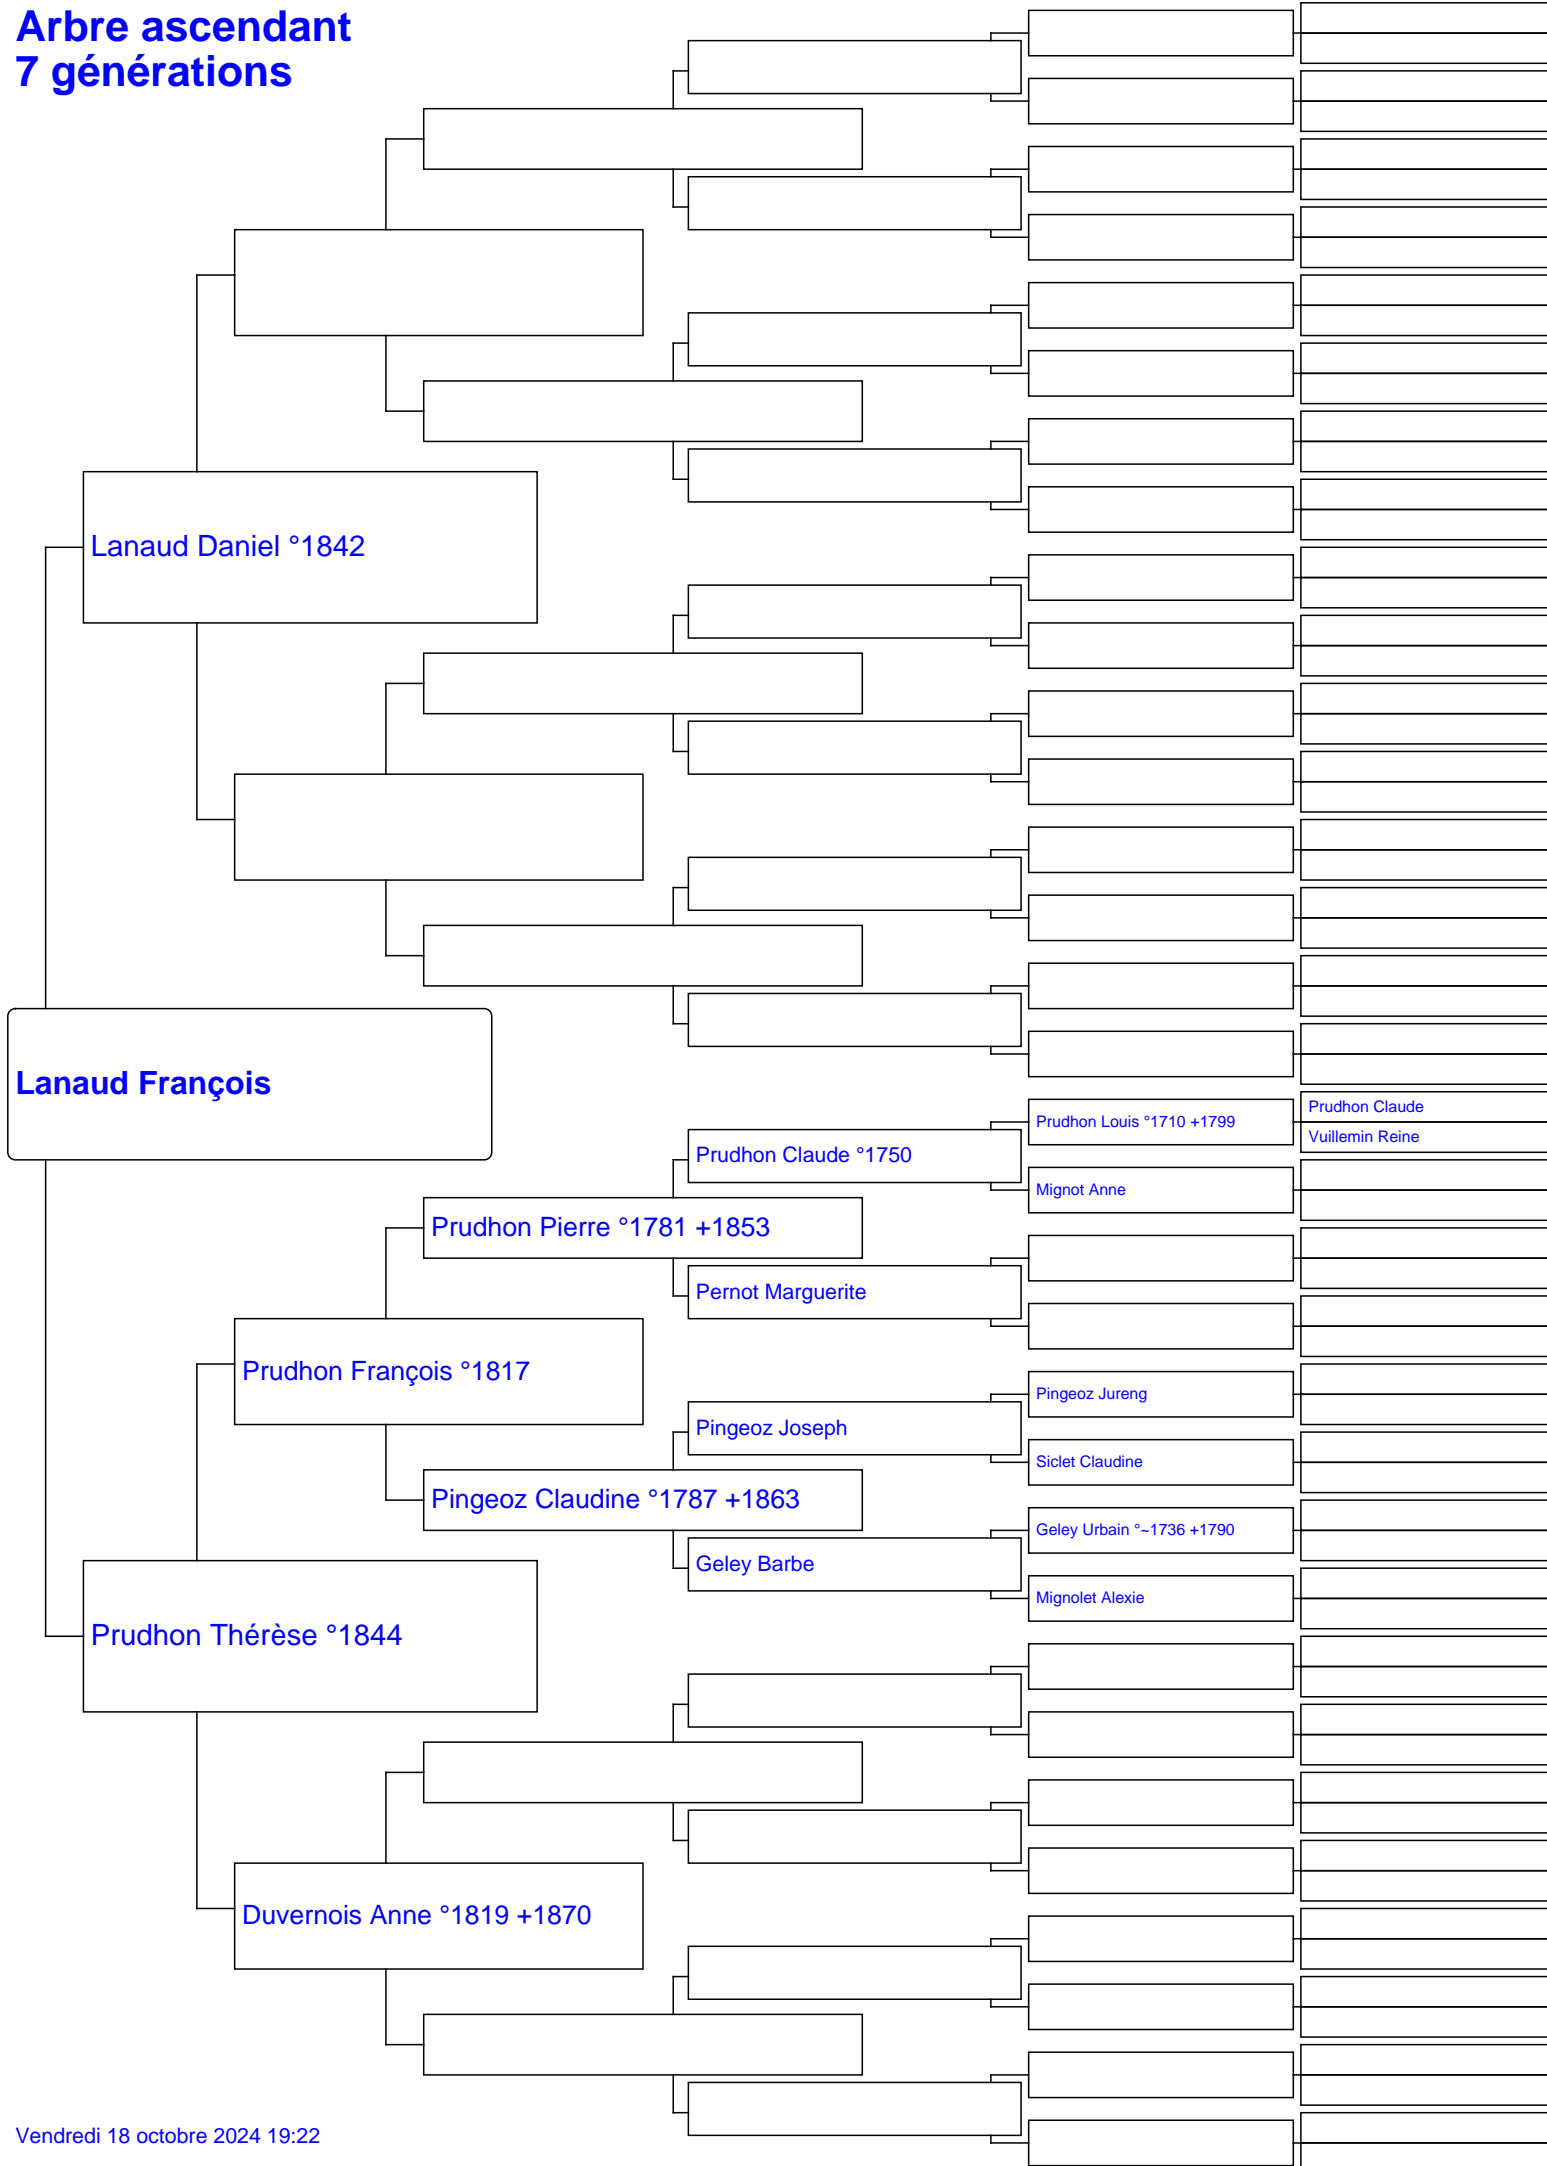 Arbre ascendant
7 générations
Lanaud Daniel °1842
Lanaud François
Prudhon Claude
Prudhon Louis °1710 +1799
Vuillemin Reine
Prudhon Claude °1750
Mignot Anne
Prudhon Pierre °1781 +1853
Pernot Marguerite
Prudhon François °1817
Pingeoz Jureng
Pingeoz Joseph
Siclet Claudine
Pingeoz Claudine °1787 +1863
Geley Urbain °~1736 +1790
Geley Barbe
Mignolet Alexie
Prudhon Thérèse °1844
Duvernois Anne °1819 +1870
Vendredi 18 octobre 2024 19:22